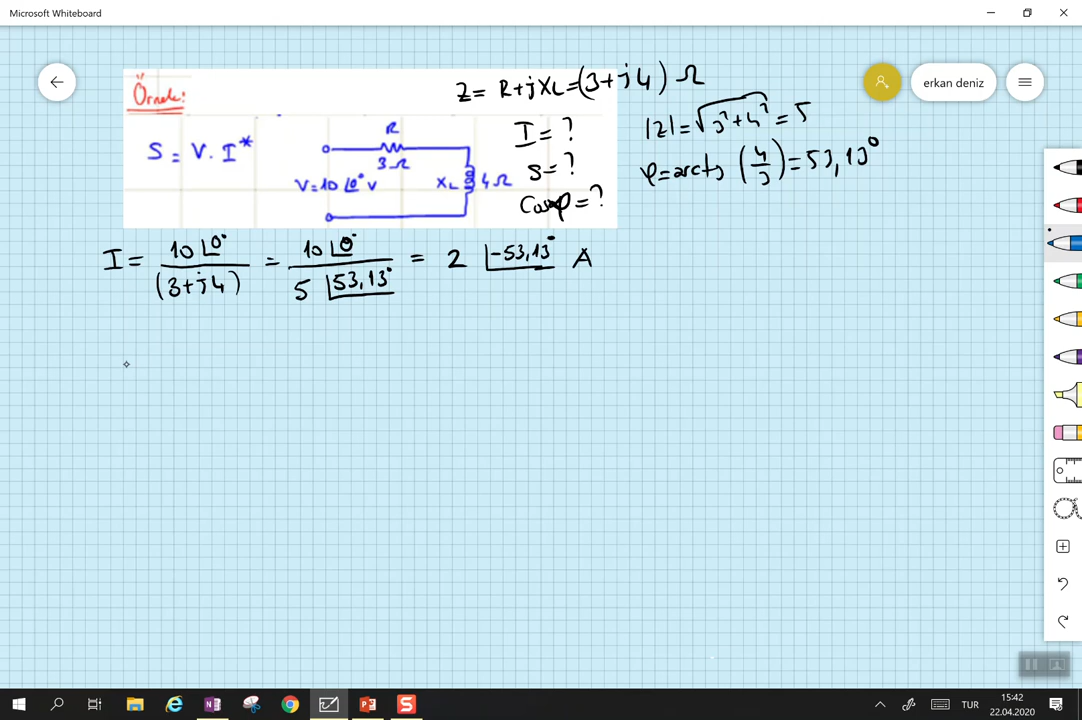 Microsoft Whiteboard
erkan deniz
Örnek:
S = V . I*
R
3 Ω
V = 10 ∠0° V
XL 4 Ω
I = ?
S = ?
Cosφ = ?
Z = R + jXL = (3 + j4) Ω
|Z| = √3² + 4² = 5
φ = arctg (4/3) = 53,13°
I = 10 ∠0° / (3 + j4) = 10 ∠0° / 5 ∠53,13° = 2 ∠-53,13° A
TUR
15:42
22.04.2020